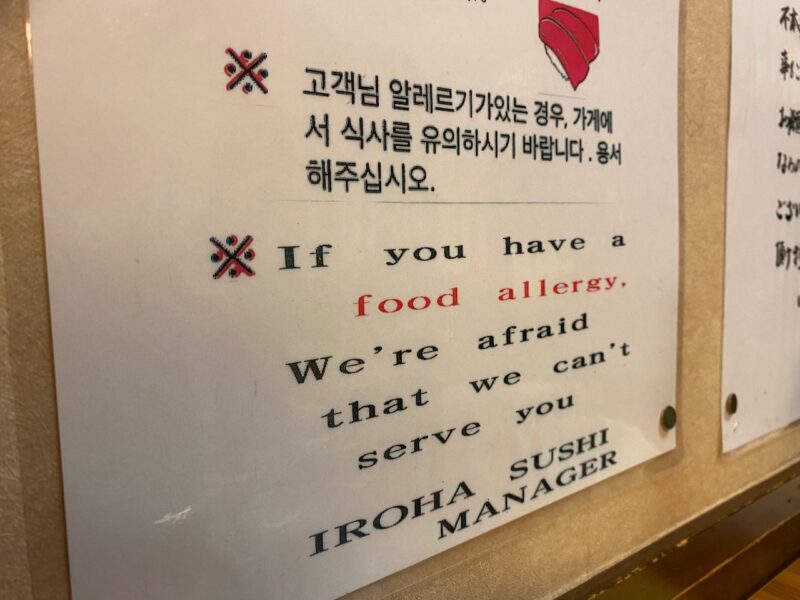 ※ 고객님 알레르기가있는 경우, 가게에
서 식사를 유의하시기 바랍니다. 용서
해주십시오.
※ If you have a
food allergy,
We're afraid
that we can't
serve you
IROHA SUSHI
MANAGER